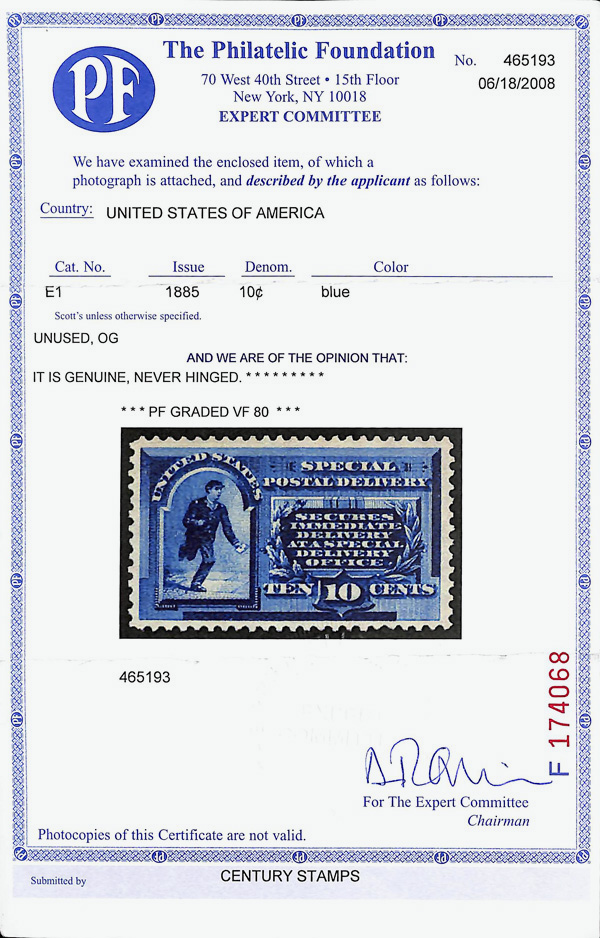 PF
The Philatelic Foundation
70 West 40th Street • 15th Floor
New York, NY 10018
EXPERT COMMITTEE
No. 465193
06/18/2008
We have examined the enclosed item, of which a
photograph is attached, and described by the applicant as follows:
Country: UNITED STATES OF AMERICA
Cat. No. Issue Denom. Color
E1 1885 10¢ blue
Scott's unless otherwise specified.
UNUSED, OG
AND WE ARE OF THE OPINION THAT:
IT IS GENUINE, NEVER HINGED. * * * * * * * * *
* * * PF GRADED VF 80 * * *
UNITED STATES
SPECIAL
POSTAL DELIVERY
SECURES
IMMEDIATE
DELIVERY
AT A SPECIAL
DELIVERY
OFFICE
TEN 10 CENTS
465193
F 174068
For The Expert Committee
Chairman
Photocopies of this Certificate are not valid.
Submitted by CENTURY STAMPS